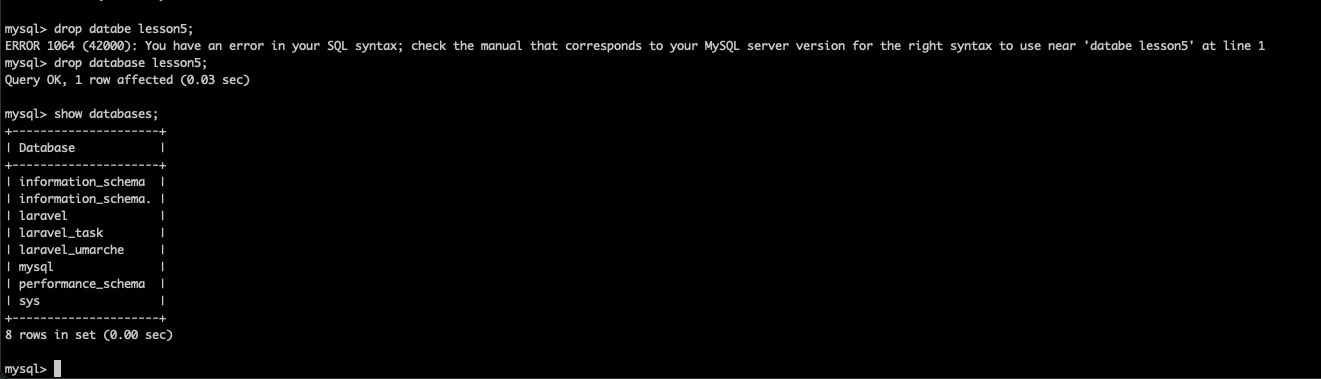 mysql> drop databe lesson5;
ERROR 1064 (42000): You have an error in your SQL syntax; check the manual that corresponds to your MySQL server version for the right syntax to use near 'databe lesson5' at line 1
mysql> drop database lesson5;
Query OK, 1 row affected (0.03 sec)
mysql> show databases;
+---------------------+
| Database            |
+---------------------+
| information_schema  |
| information_schema. |
| laravel             |
| laravel_task        |
| laravel_umarche     |
| mysql               |
| performance_schema  |
| sys                 |
+---------------------+
8 rows in set (0.00 sec)
mysql>